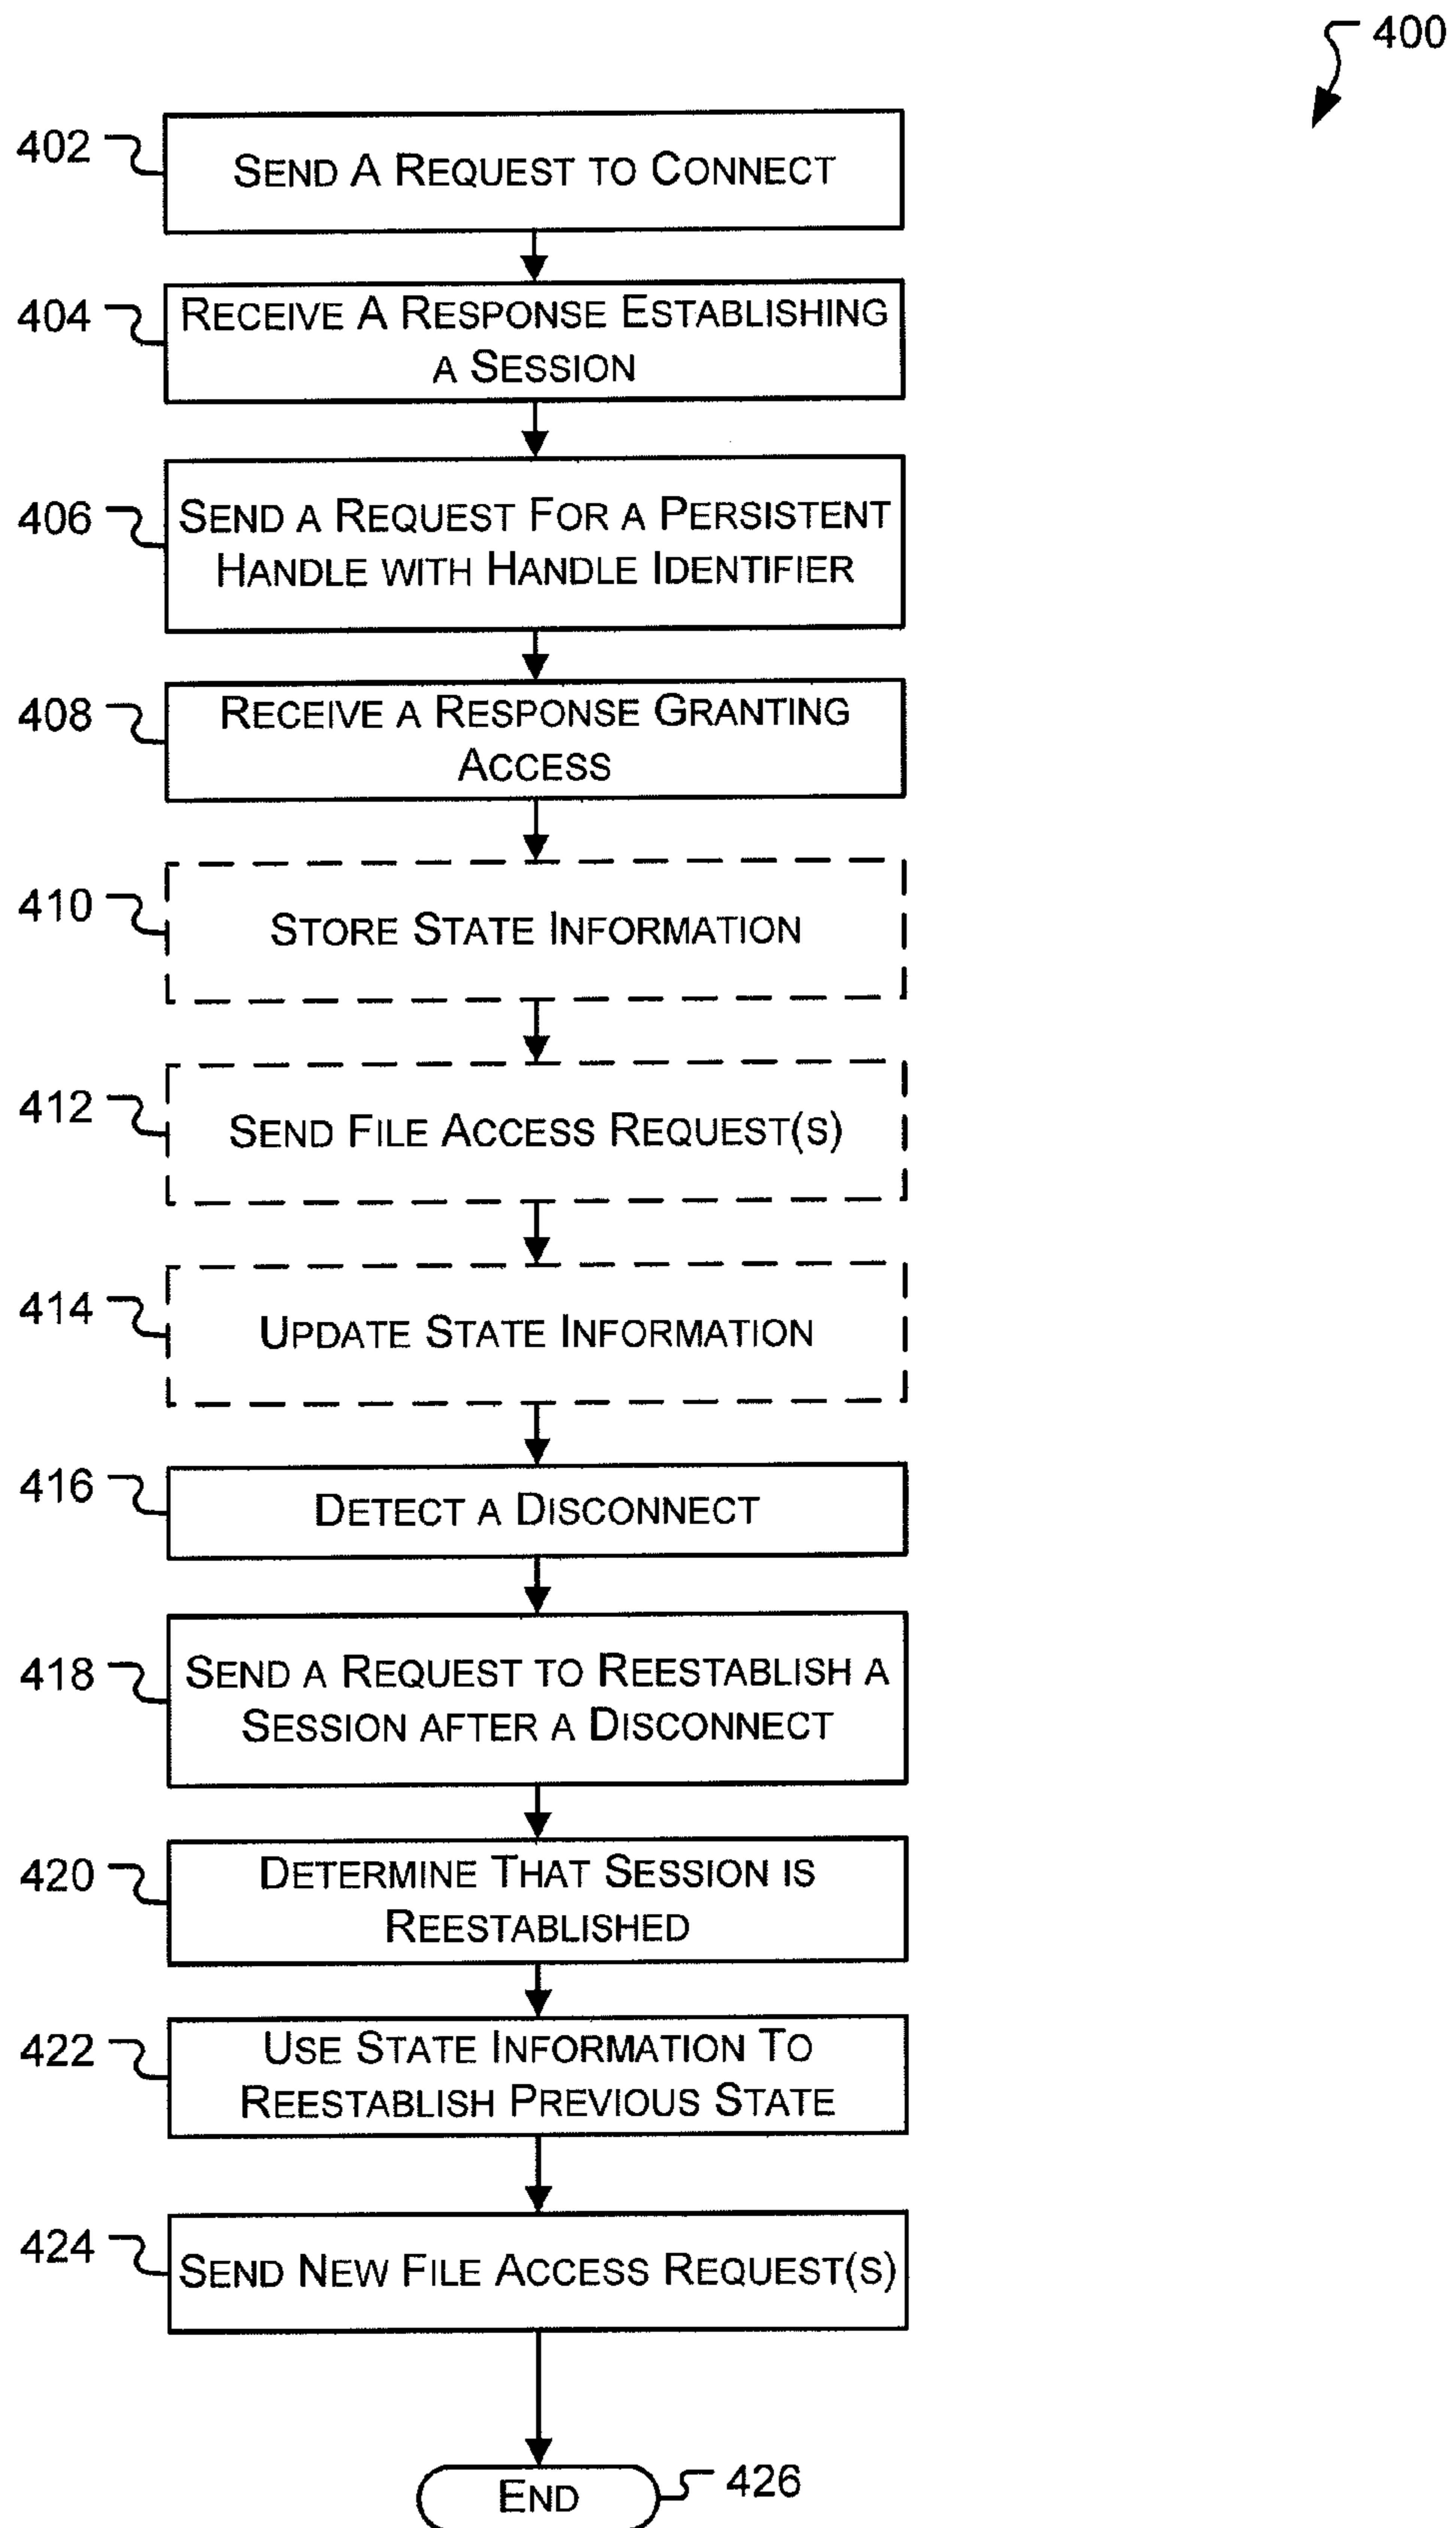 400
402
SEND A REQUEST TO CONNECT
404
RECEIVE A RESPONSE ESTABLISHING
A SESSION
406
SEND A REQUEST FOR A PERSISTENT
HANDLE WITH HANDLE IDENTIFIER
408
RECEIVE A RESPONSE GRANTING
ACCESS
410
STORE STATE INFORMATION
412
SEND FILE ACCESS REQUEST(S)
414
UPDATE STATE INFORMATION
416
DETECT A DISCONNECT
418
SEND A REQUEST TO REESTABLISH A
SESSION AFTER A DISCONNECT
420
DETERMINE THAT SESSION IS
REESTABLISHED
422
USE STATE INFORMATION TO
REESTABLISH PREVIOUS STATE
424
SEND NEW FILE ACCESS REQUEST(S)
END
426